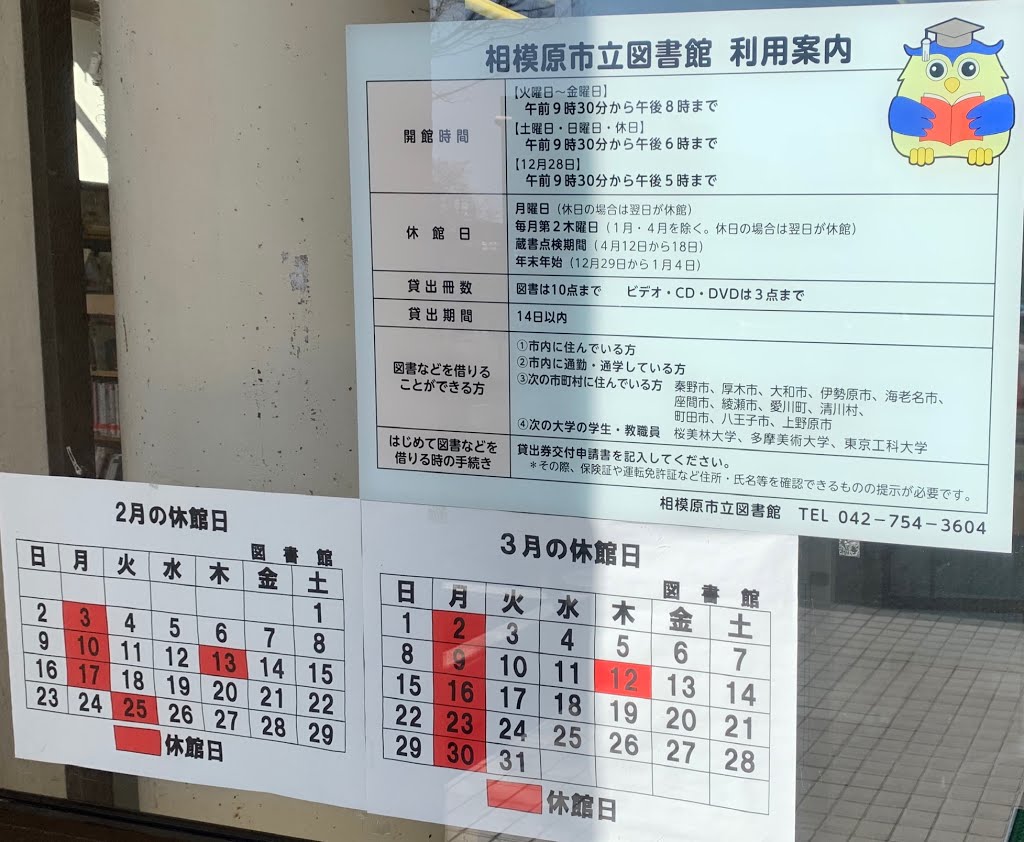 相模原市立図書館 利用案内
開館時間
【火曜日～金曜日】
午前９時30分から午後８時まで
【土曜日・日曜日・休日】
午前９時30分から午後６時まで
【12月28日】
午前９時30分から午後５時まで
休館日
月曜日（休日の場合は翌日が休館）
毎月第２木曜日（１月・４月を除く。休日の場合は翌日が休館）
蔵書点検期間（４月12日から18日）
年末年始（12月29日から１月４日）
貸出冊数
図書は10点まで　ビデオ・CD・DVDは３点まで
貸出期間
14日以内
図書などを借りる
ことができる方
①市内に住んでいる方
②市内に通勤・通学している方
③次の市町村に住んでいる方　秦野市、厚木市、大和市、伊勢原市、海老名市、
座間市、綾瀬市、愛川町、清川村、
町田市、八王子市、上野原市
④次の大学の学生・教職員　桜美林大学、多摩美術大学、東京工科大学
はじめて図書などを
借りる時の手続き
貸出券交付申請書を記入してください。
＊その際、保険証や運転免許証など住所・氏名等を確認できるものの提示が必要です。
相模原市立図書館　TEL 042－754－3604
2月の休館日
図書館
日 月 火 水 木 金 土
1
2 3 4 5 6 7 8
9 10 11 12 13 14 15
16 17 18 19 20 21 22
23 24 25 26 27 28 29
休館日
３月の休館日
図書館
日 月 火 水 木 金 土
1 2 3 4 5 6 7
8 9 10 11 12 13 14
15 16 17 18 19 20 21
22 23 24 25 26 27 28
29 30 31
休館日